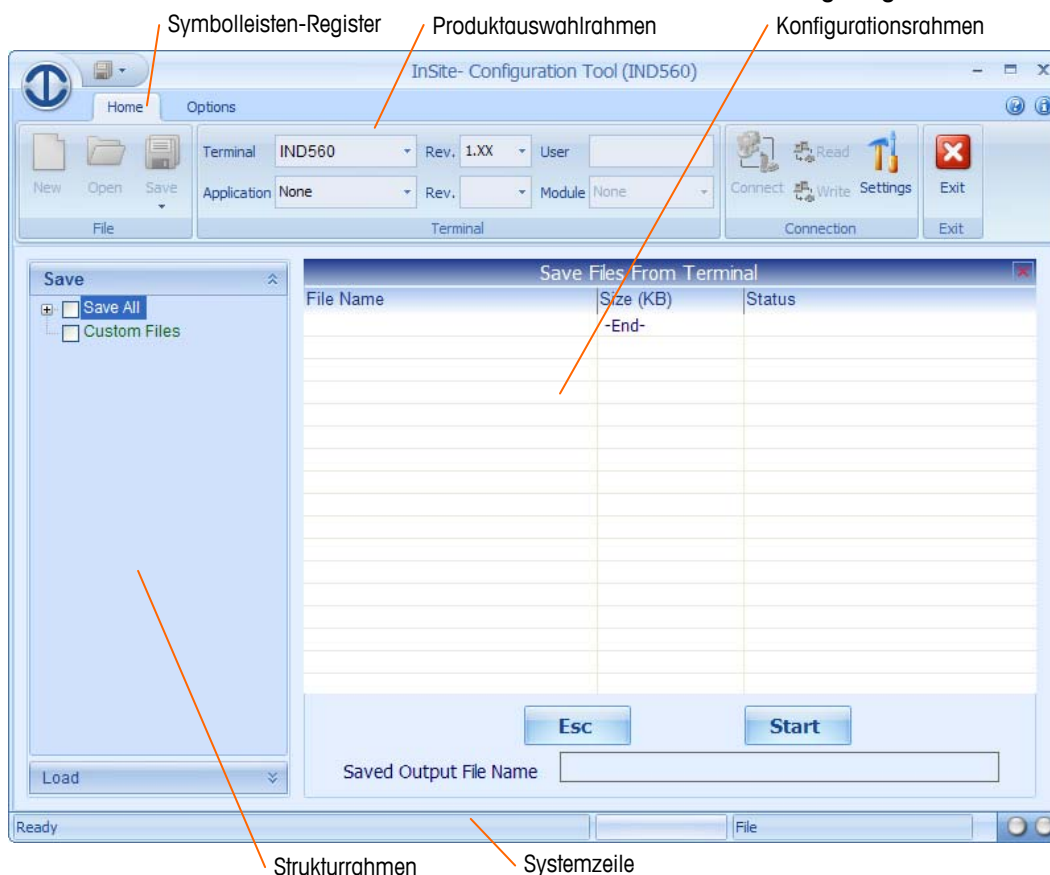 Symbolleisten-Register
Produktauswahlrahmen
Konfigurationsrahmen
InSite- Configuration Tool (IND560)
Home
Options
Terminal IND560 Rev. 1.XX User
Read
New Open Save
Application None Rev. Module None
Connect Write Settings Exit
File Terminal Connection Exit
Save
Save Files From Terminal
File Name Size (KB) Status
Save All
-End-
Custom Files
Esc Start
Load
Saved Output File Name
Ready File
Strukturrahmen
Systemzeile